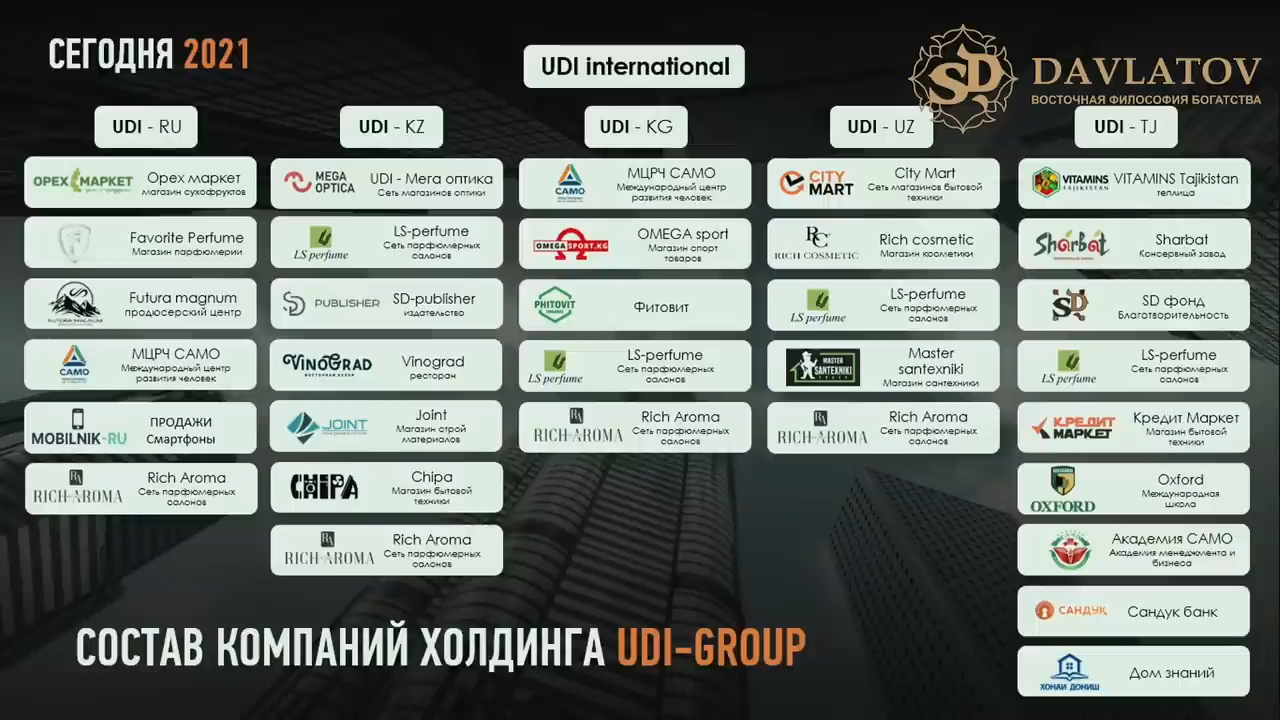 СЕГОДНЯ 2021
UDI international
SD DAVLATOV
ВОСТОЧНАЯ ФИЛОСОФИЯ БОГАТСТВА
UDI - RU
ОРЕХ МАРКЕТ
Орех маркет
магазин сухофруктов
Favorite Perfume
Магазин парфюмерии
FUTURA MAGNUM
Futura magnum
продюсерский центр
САМО
МЦРЧ САМО
Международный центр
развития человек
MOBILNIK-RU
ПРОДАЖИ
Смартфоны
RICH AROMA
Rich Aroma
Сеть парфюмерных
салонов
UDI - KZ
MEGA
OPTICA
UDI - Мега оптика
Сеть магазинов оптики
LS perfume
LS-perfume
Сеть парфюмерных
салонов
PUBLISHER
SD-publisher
издательство
VINOGRAD
ВОСТОЧНАЯ КУХНЯ
Vinograd
ресторан
JOINT
Joint
Магазин строй
материалов
CHIPA
Chipa
Магазин бытовой
техники
RICH AROMA
Rich Aroma
Сеть парфюмерных
салонов
UDI - KG
САМО
МЦРЧ САМО
Международный центр
развития человек
OMEGASPORT.KG
OMEGA sport
Магазин спорт
товаров
PHITOVIT
ORGANIC
Фитовит
LS perfume
LS-perfume
Сеть парфюмерных
салонов
RICH AROMA
Rich Aroma
Сеть парфюмерных
салонов
UDI - UZ
CITY
MART
City Mart
Сеть магазинов бытовой
техники
RC
RICH COSMETIC
Rich cosmetic
Магазин косметики
LS perfume
LS-perfume
Сеть парфюмерных
салонов
MASTER
SANTEXNIKI
Master
santexniki
Магазин сантехники
RICH AROMA
Rich Aroma
Сеть парфюмерных
салонов
UDI - TJ
VITAMINS
TAJIKISTAN
VITAMINS Tajikistan
теплица
Sharbat
Sharbat
Консервный завод
SD
SD фонд
Благотворительность
LS perfume
LS-perfume
Сеть парфюмерных
салонов
КРЕДИТ
МАРКЕТ
Кредит Маркет
Магазин бытовой
техники
OXFORD
Oxford
Международная
школа
Академия САМО
Академия менеджмента и
бизнеса
САНДУҚ
Сандук банк
ХОНАИ ДОНИШ
Дом знаний
СОСТАВ КОМПАНИЙ ХОЛДИНГА UDI-GROUP